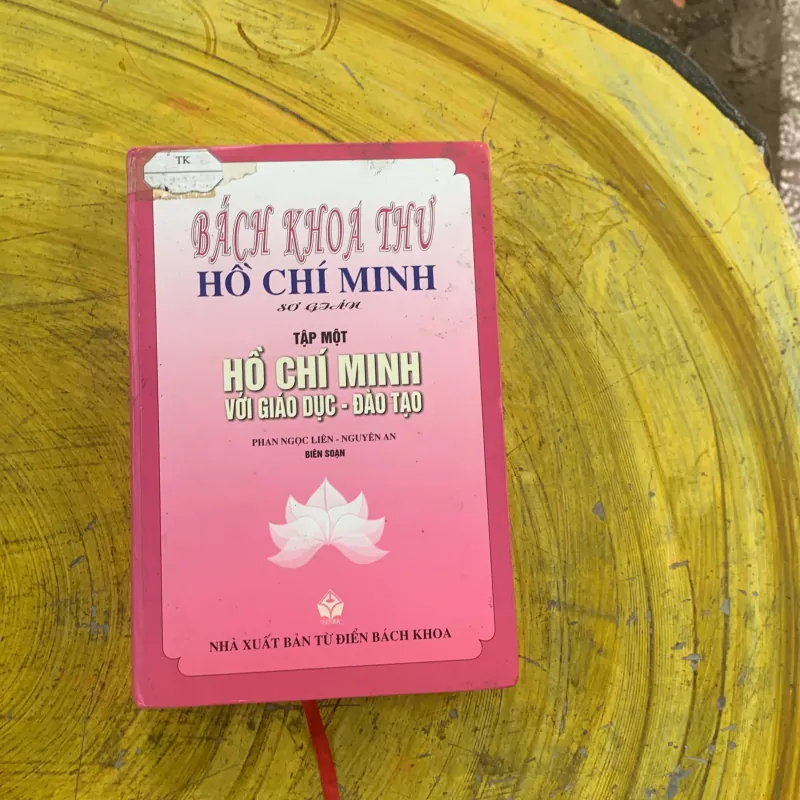 TK
BÁCH KHOA THƯ
HỒ CHÍ MINH
SƠ GIẢN
TẬP MỘT
HỒ CHÍ MINH
VỚI GIÁO DỤC - ĐÀO TẠO
PHAN NGỌC LIÊN - NGUYÊN AN
BIÊN SOẠN
NHÀ XUẤT BẢN TỪ ĐIỂN BÁCH KHOA